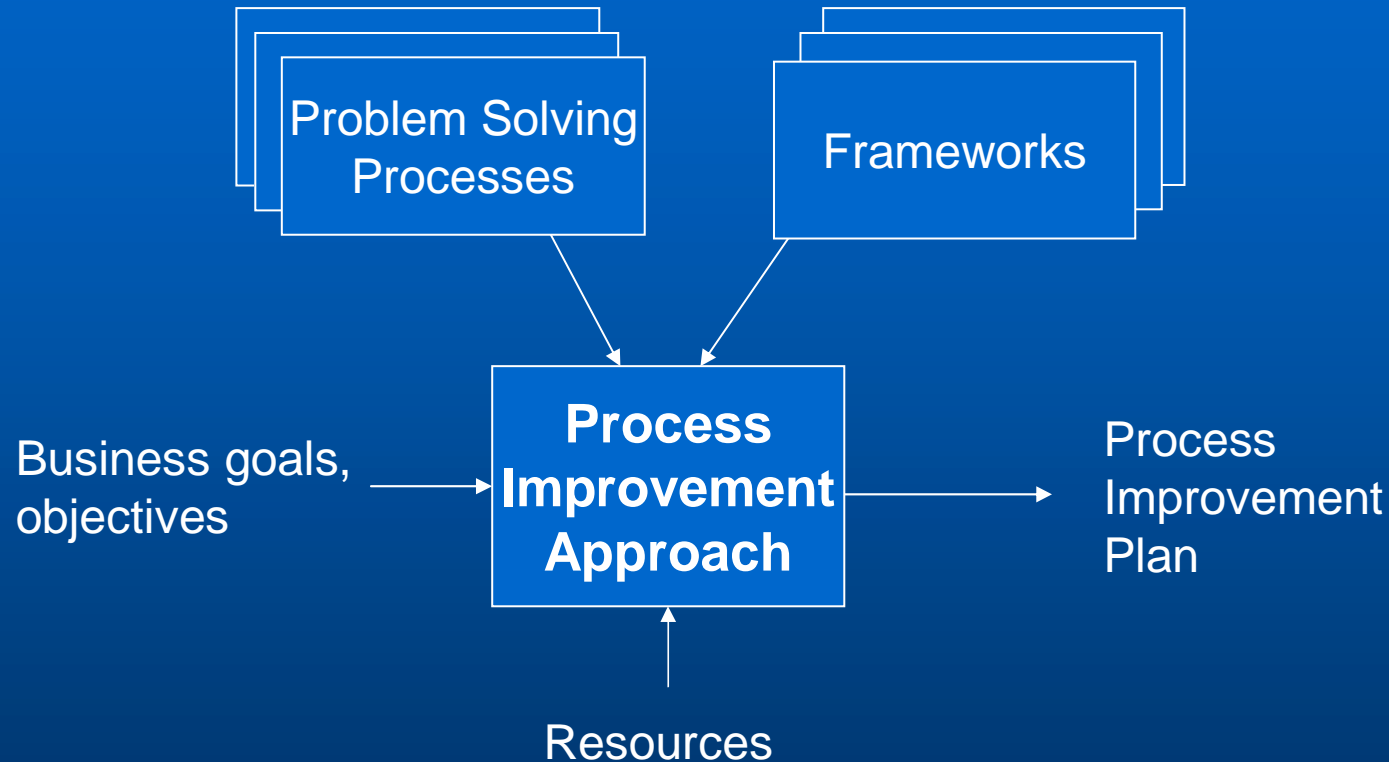 Problem Solving
Processes
Frameworks
Business goals,
objectives
Process
Improvement
Approach
Process
Improvement
Plan
Resources